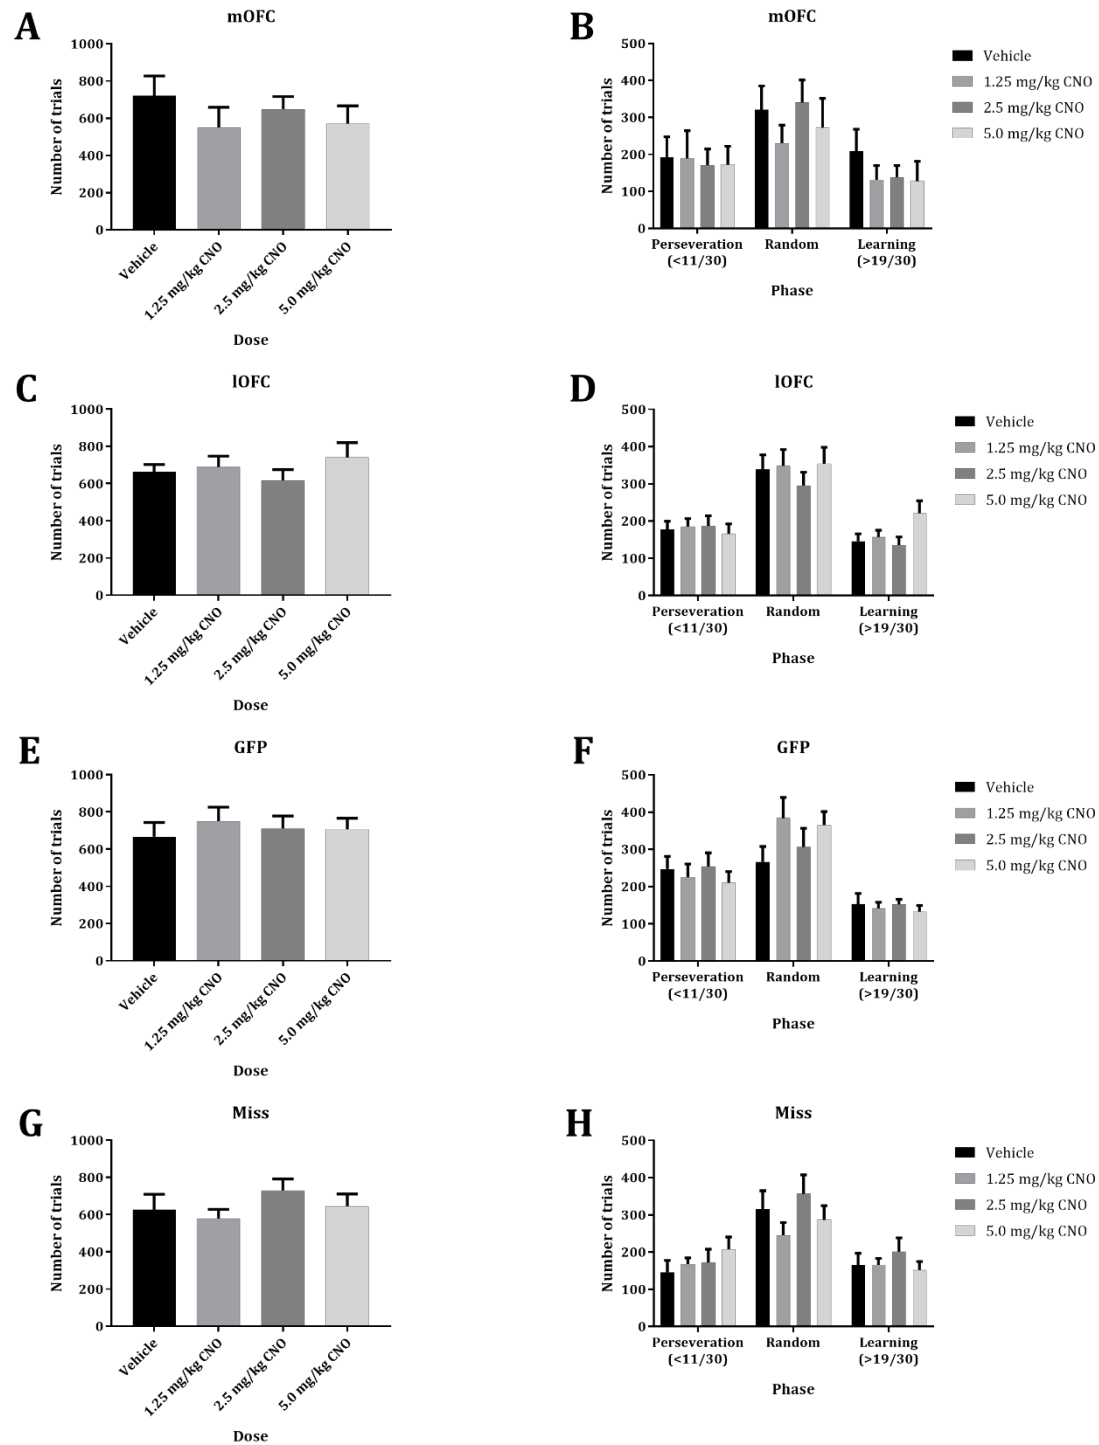 A
mOFC
Number of trials
1000
800
600
400
200
0
Vehicle
1.25 mg/kg CNO
2.5 mg/kg CNO
5.0 mg/kg CNO
Dose
B
mOFC
Number of trials
500
400
300
200
100
0
Perseveration
(<11/30)
Random
Learning
(>19/30)
Phase
Vehicle
1.25 mg/kg CNO
2.5 mg/kg CNO
5.0 mg/kg CNO
C
lOFC
Number of trials
1000
800
600
400
200
0
Vehicle
1.25 mg/kg CNO
2.5 mg/kg CNO
5.0 mg/kg CNO
Dose
D
lOFC
Number of trials
500
400
300
200
100
0
Perseveration
(<11/30)
Random
Learning
(>19/30)
Phase
Vehicle
1.25 mg/kg CNO
2.5 mg/kg CNO
5.0 mg/kg CNO
E
GFP
Number of trials
1000
800
600
400
200
0
Vehicle
1.25 mg/kg CNO
2.5 mg/kg CNO
5.0 mg/kg CNO
Dose
F
GFP
Number of trials
500
400
300
200
100
0
Perseveration
(<11/30)
Random
Learning
(>19/30)
Phase
Vehicle
1.25 mg/kg CNO
2.5 mg/kg CNO
5.0 mg/kg CNO
G
Miss
Number of trials
1000
800
600
400
200
0
Vehicle
1.25 mg/kg CNO
2.5 mg/kg CNO
5.0 mg/kg CNO
Dose
H
Miss
Number of trials
500
400
300
200
100
0
Perseveration
(<11/30)
Random
Learning
(>19/30)
Phase
Vehicle
1.25 mg/kg CNO
2.5 mg/kg CNO
5.0 mg/kg CNO